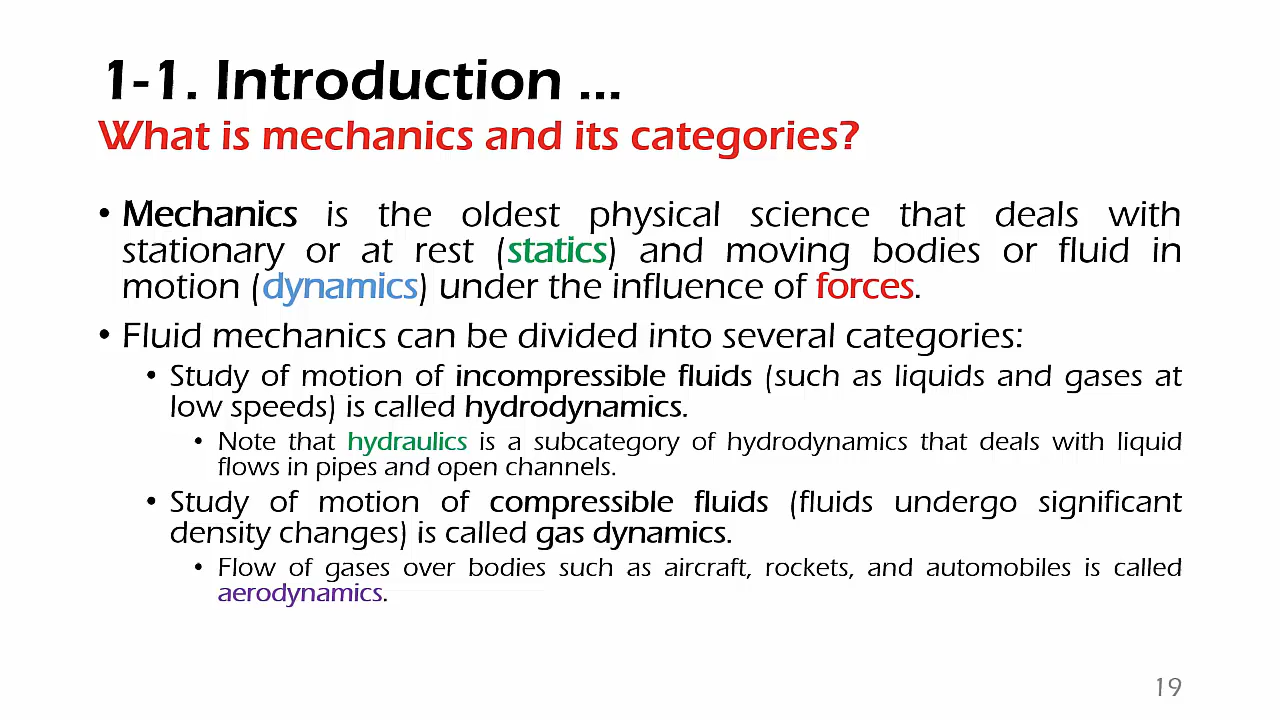 1-1. Introduction ...
What is mechanics and its categories?
• Mechanics is the oldest physical science that deals with
stationary or at rest (statics) and moving bodies or fluid in
motion (dynamics) under the influence of forces.
• Fluid mechanics can be divided into several categories:
• Study of motion of incompressible fluids (such as liquids and gases at
low speeds) is called hydrodynamics.
• Note that hydraulics is a subcategory of hydrodynamics that deals with liquid
flows in pipes and open channels.
• Study of motion of compressible fluids (fluids undergo significant
density changes) is called gas dynamics.
• Flow of gases over bodies such as aircraft, rockets, and automobiles is called
aerodynamics.
19